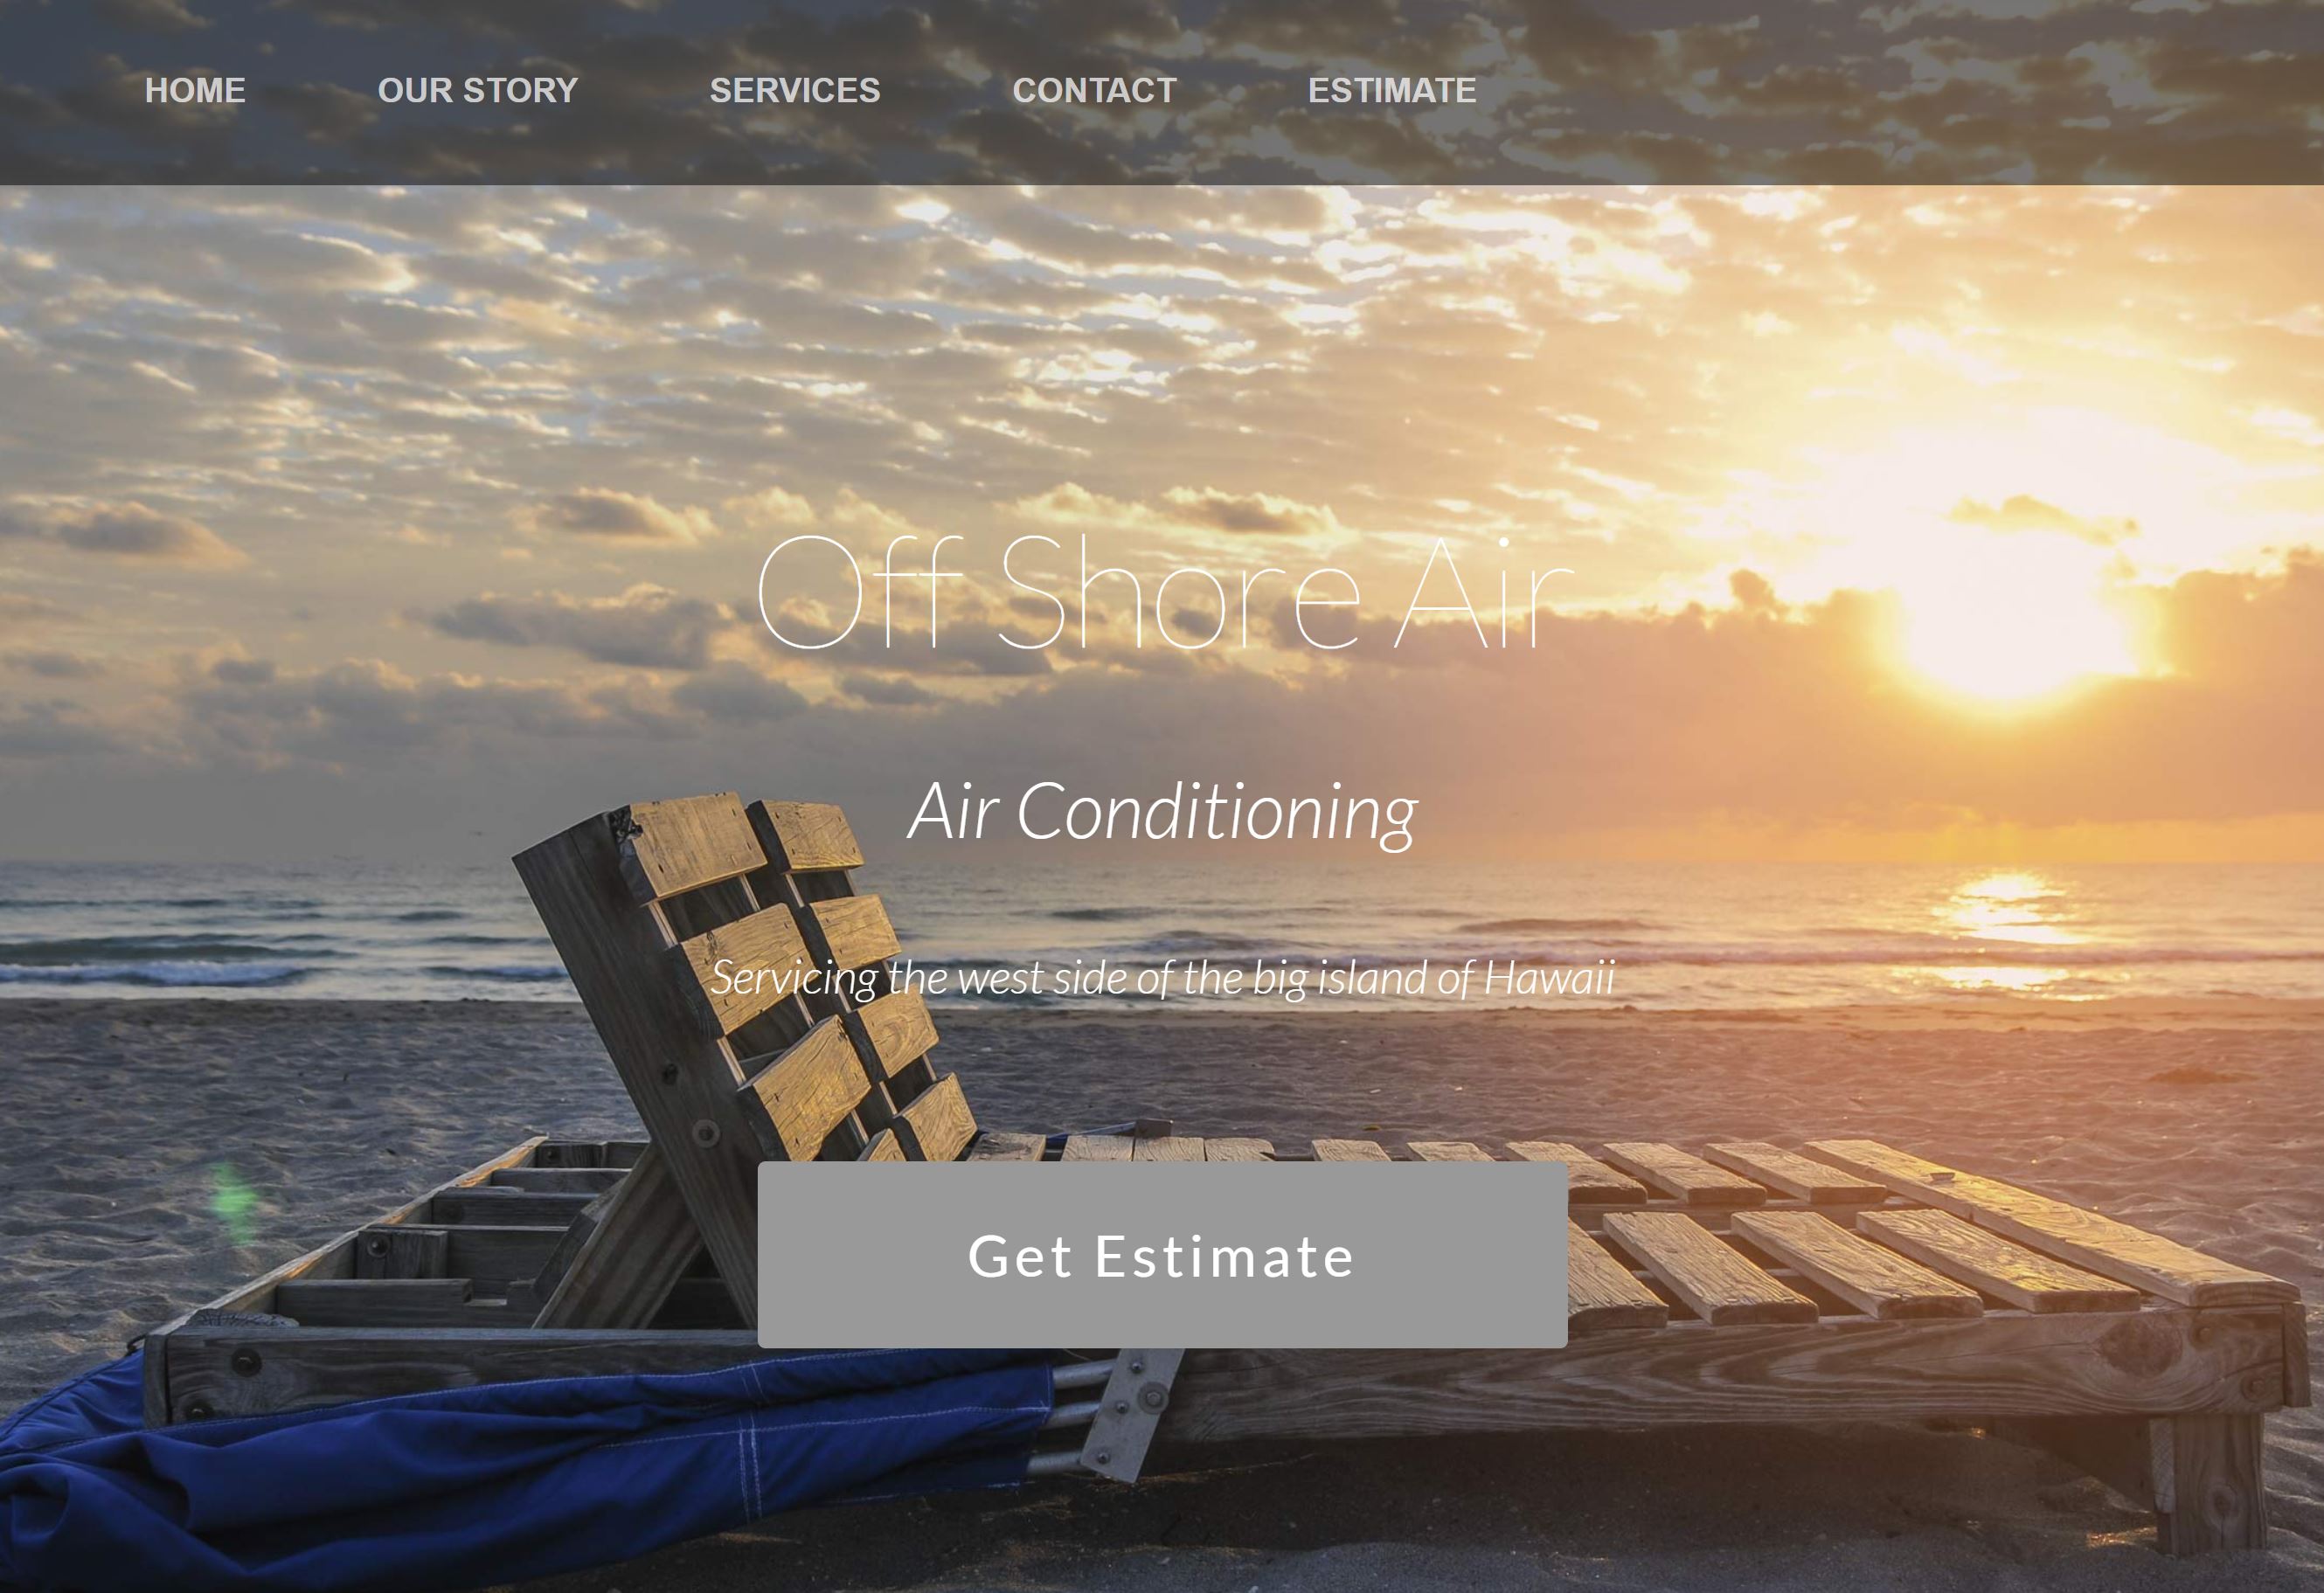 HOME OUR STORY SERVICES CONTACT ESTIMATE
Off Shore Air
Air Conditioning
Servicing the west side of the big island of Hawaii
Get Estimate